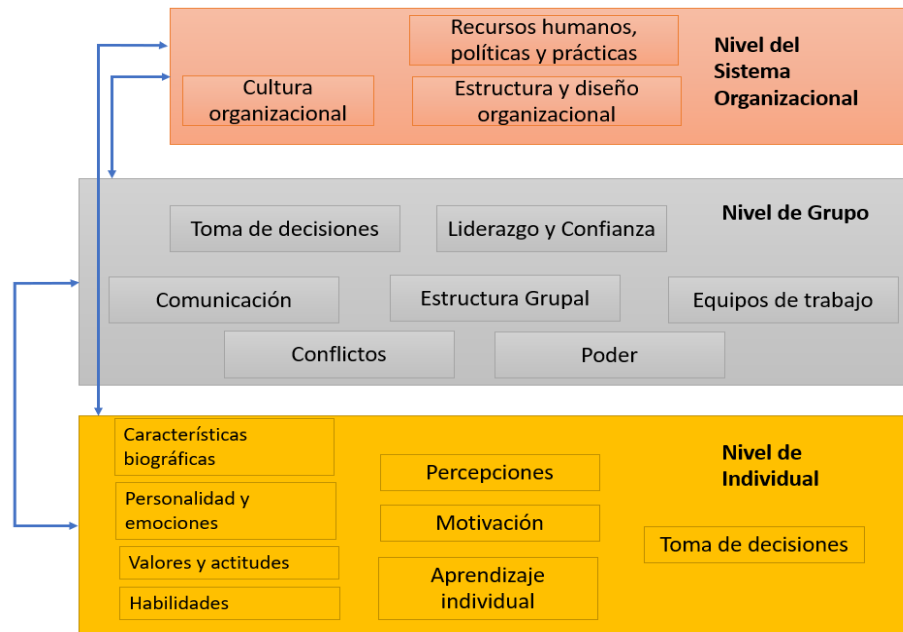 Recursos humanos,
políticas y prácticas
Nivel del
Sistema
Organizacional
Cultura
organizacional
Estructura y diseño
organizacional
Nivel de Grupo
Toma de decisiones
Liderazgo y Confianza
Comunicación
Estructura Grupal
Equipos de trabajo
Conflictos
Poder
Características
biográficas
Personalidad y
emociones
Valores y actitudes
Habilidades
Percepciones
Motivación
Aprendizaje
individual
Nivel de
Individual
Toma de decisiones